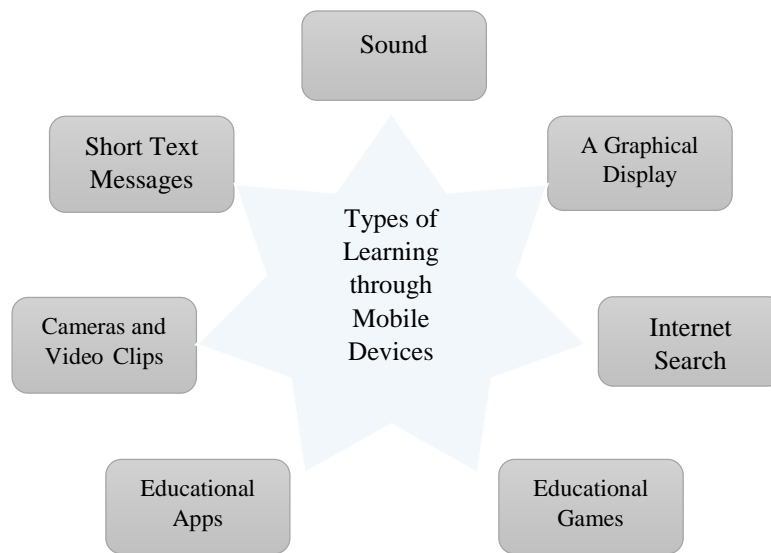 Sound
Short Text
Messages
A Graphical
Display
Types of
Learning
through
Mobile
Devices
Cameras and
Video Clips
Internet
Search
Educational
Apps
Educational
Games